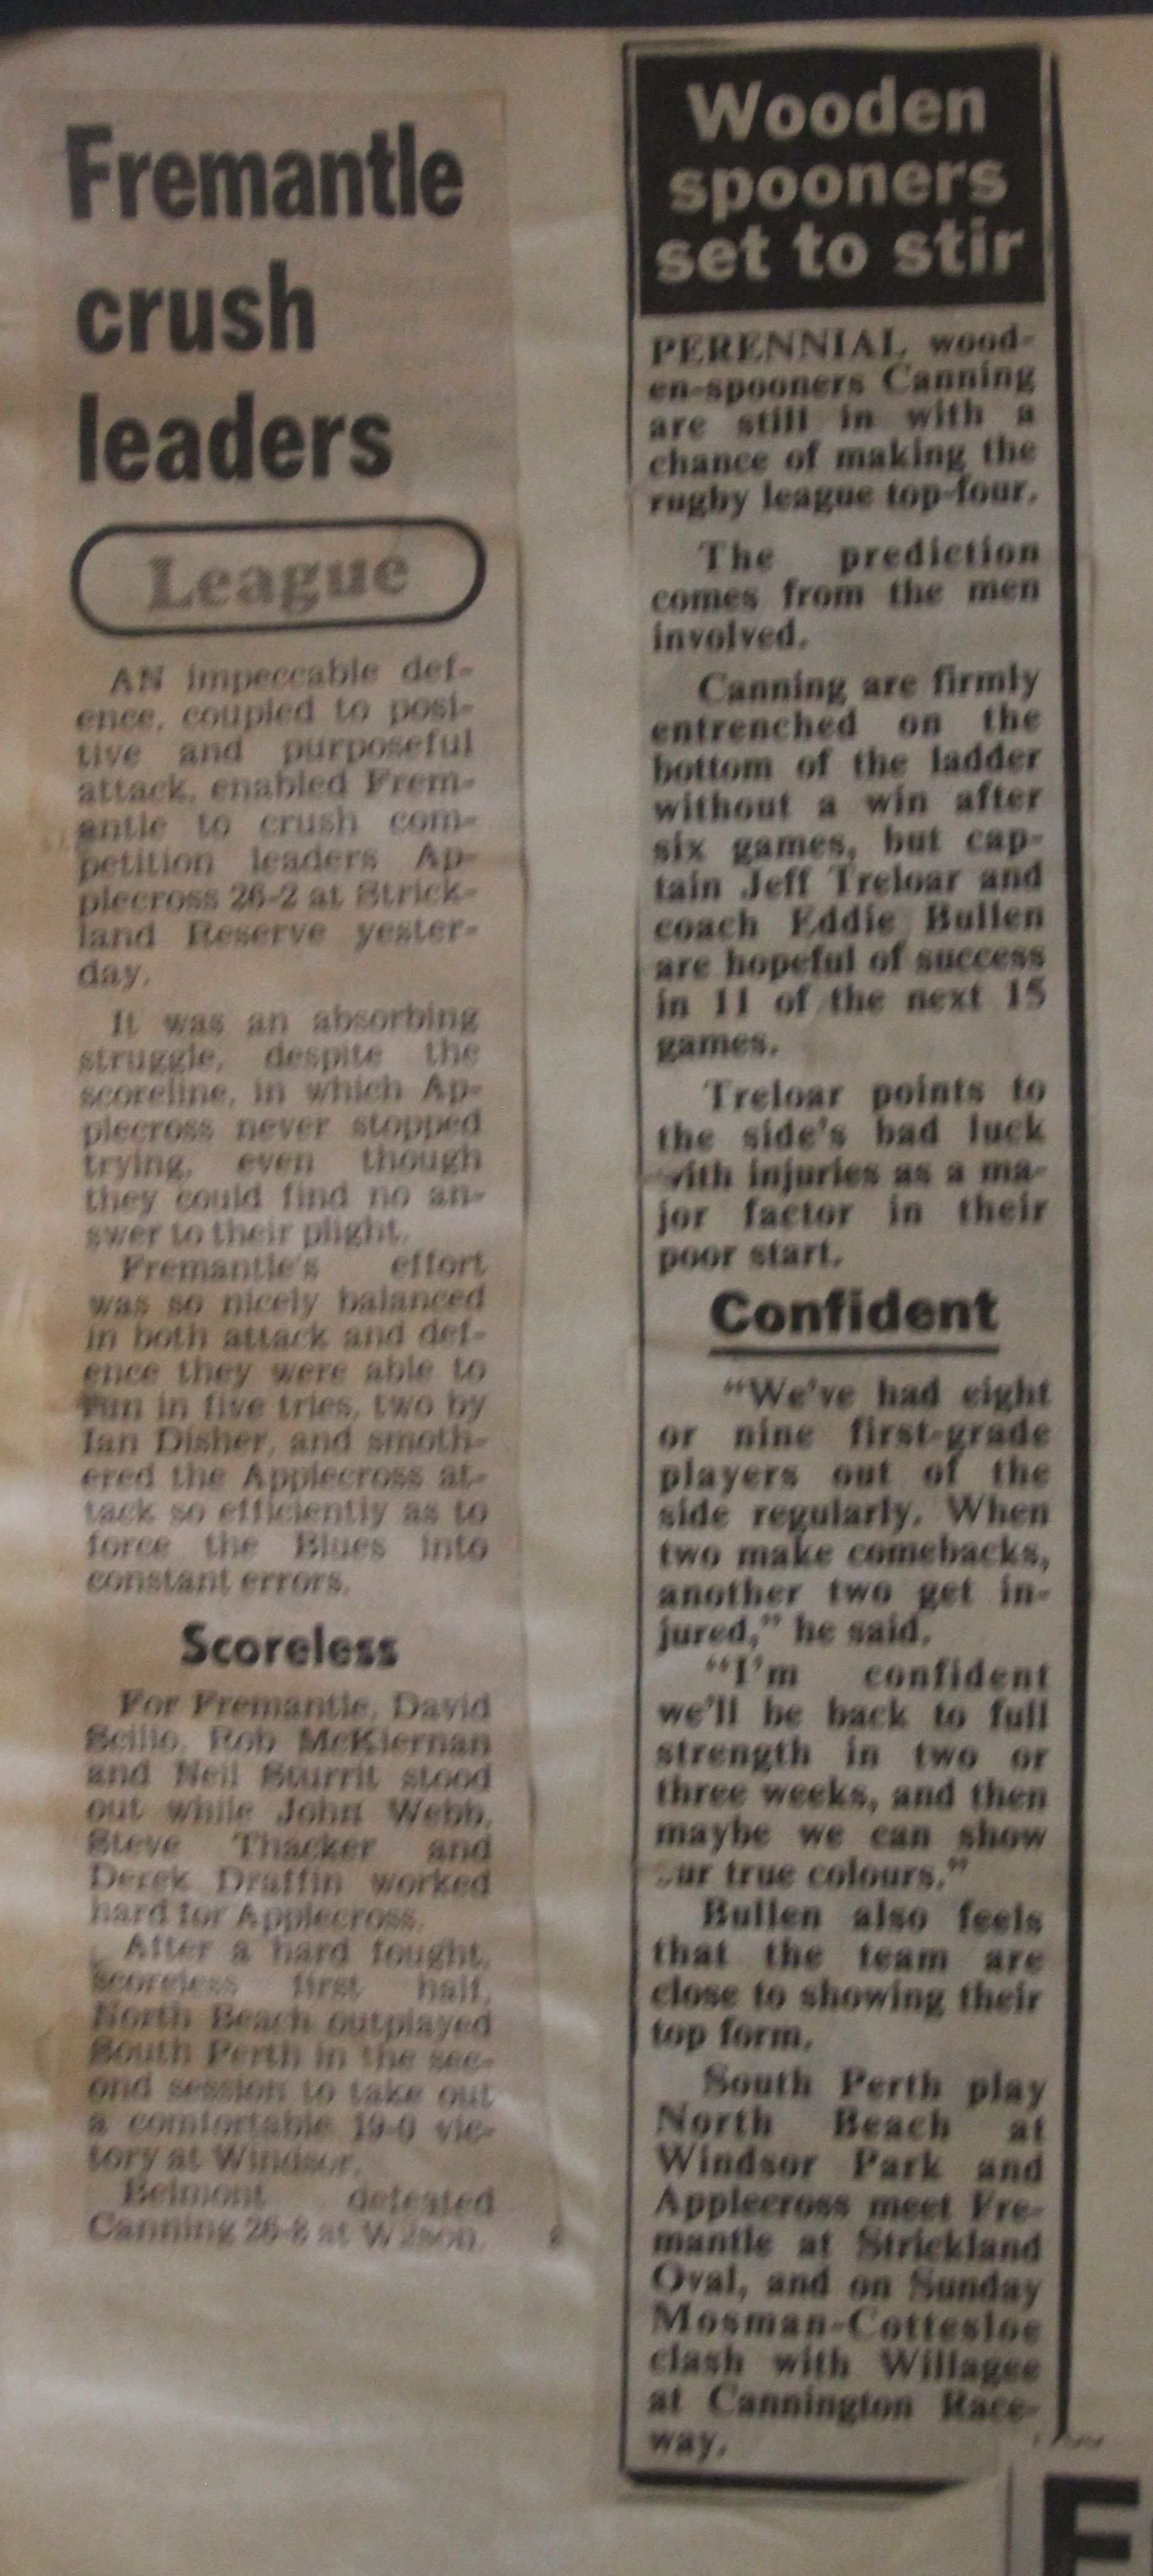 Fremantle
crush
leaders
League
AN impeccable def-
ence, coupled to posi-
tive and purposeful
attack, enabled Frem-
antle to crush com-
petition leaders Ap-
plecross 26-2 at Strick-
land Reserve yester-
day.
It was an absorbing
struggle, despite the
scoreline, in which Ap-
plecross never stopped
trying, even though
they could find no an-
swer to their plight.
Fremantle's effort
was so nicely balanced
in both attack and def-
ence they were able to
run in five tries, two by
Ian Disher, and smoth-
ered the Applecross at-
tack so efficiently as to
force the Blues into
constant errors.
Scoreless
For Fremantle, David
Scilio, Rob McKiernan
and Neil Sturrit stood
out while John Webb,
Steve Thacker and
Derek Draffin worked
hard for Applecross.
After a hard fought,
scoreless first half,
North Beach outplayed
South Perth in the sec-
ond session to take out
a comfortable 19-0 vic-
tory at Windsor.
Belmont defeated
Canning 26-8 at Wilson.
Wooden
spooners
set to stir
PERENNIAL wood-
en-spooners Canning
are still in with a
chance of making the
rugby league top-four.
The prediction
comes from the men
involved.
Canning are firmly
entrenched on the
bottom of the ladder
without a win after
six games, but cap-
tain Jeff Treloar and
coach Eddie Bullen
are hopeful of success
in 11 of the next 15
games.
Treloar points to
the side's bad luck
with injuries as a ma-
jor factor in their
poor start.
Confident
"We've had eight
or nine first-grade
players out of the
side regularly. When
two make comebacks,
another two get in-
jured," he said.
"I'm confident
we'll be back to full
strength in two or
three weeks, and then
maybe we can show
our true colours."
Bullen also feels
that the team are
close to showing their
top form.
South Perth play
North Beach at
Windsor Park and
Applecross meet Fre-
mantle at Strickland
Oval, and on Sunday
Mosman-Cottesloe
clash with Willagee
at Cannington Race-
way.